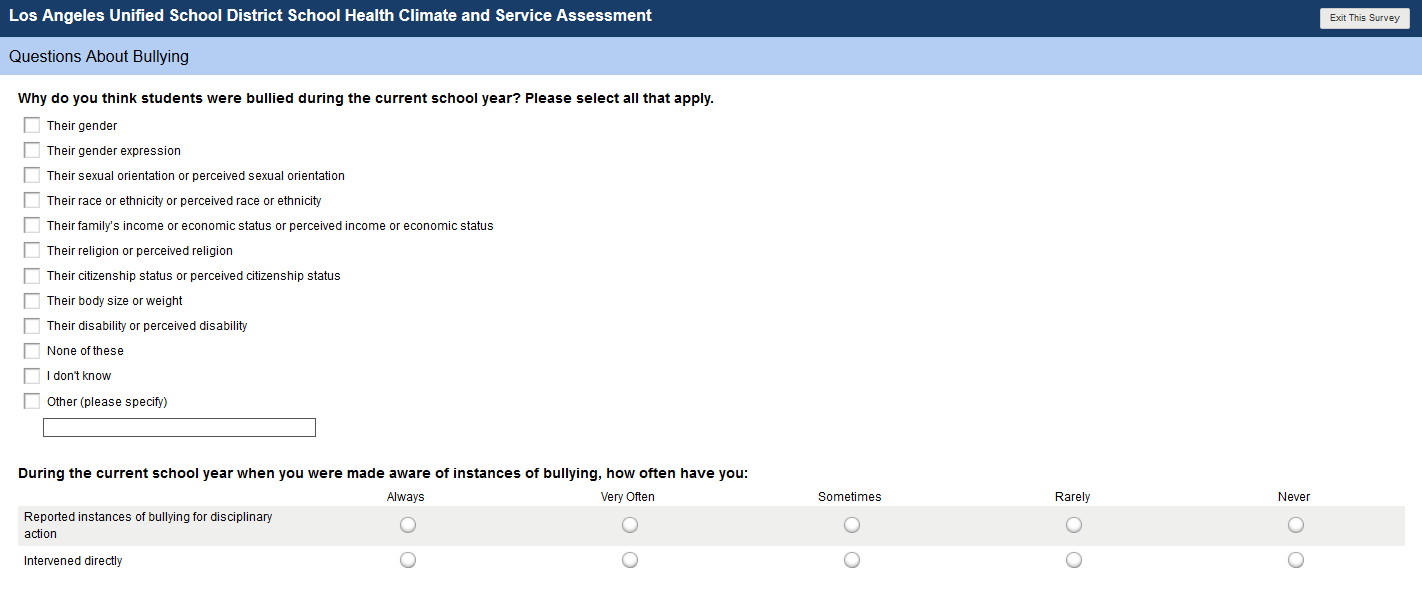 Los Angeles Unified School District School Health Climate and Service Assessment
Exit This Survey
Questions About Bullying
Why do you think students were bullied during the current school year? Please select all that apply.
Their gender
Their gender expression
Their sexual orientation or perceived sexual orientation
Their race or ethnicity or perceived race or ethnicity
Their family's income or economic status or perceived income or economic status
Their religion or perceived religion
Their citizenship status or perceived citizenship status
Their body size or weight
Their disability or perceived disability
None of these
I don't know
Other (please specify)
During the current school year when you were made aware of instances of bullying, how often have you:
Always Very Often Sometimes Rarely Never
Reported instances of bullying for disciplinary
action
Intervened directly